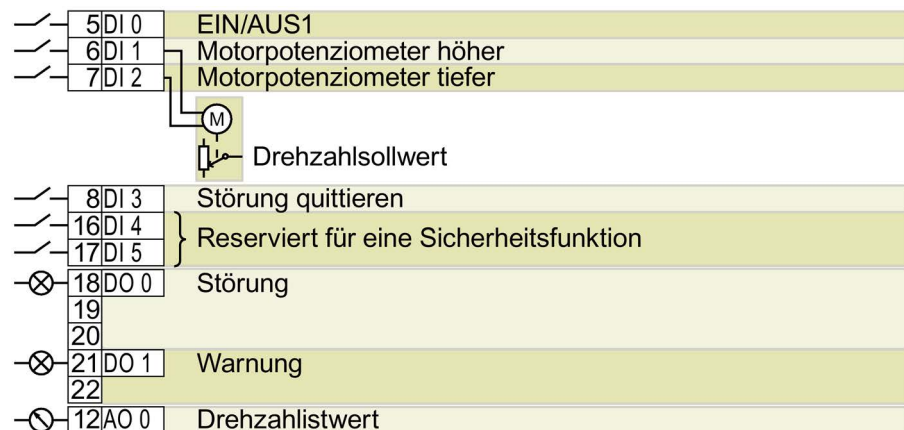 5 DI 0 EIN/AUS1
6 DI 1 Motorpotenziometer höher
7 DI 2 Motorpotenziometer tiefer
M
Drehzahlsollwert
8 DI 3 Störung quittieren
16 DI 4
Reserviert für eine Sicherheitsfunktion
17 DI 5
18 DO 0 Störung
19
20
21 DO 1 Warnung
22
12 AO 0 Drehzahlistwert